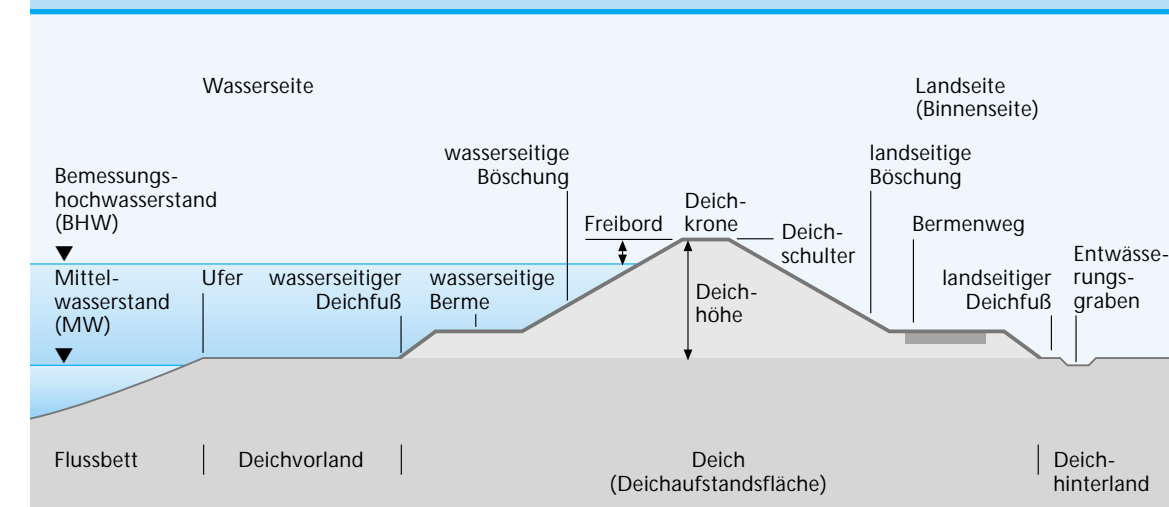 Wasserseite
Landseite
(Binnenseite)
wasserseitige
Böschung
landseitige
Böschung
Bemessungs-
hochwasserstand
(BHW)
Freibord
Deich-
krone
Deich-
schulter
Bermenweg
Mittel-
wasserstand
(MW)
Ufer
wasserseitiger
Deichfuß
wasserseitige
Berme
Deich-
höhe
landseitiger
Deichfuß
Entwässe-
rungs-
graben
Flussbett
Deichvorland
Deich
(Deichaufstandsfläche)
Deich-
hinterland